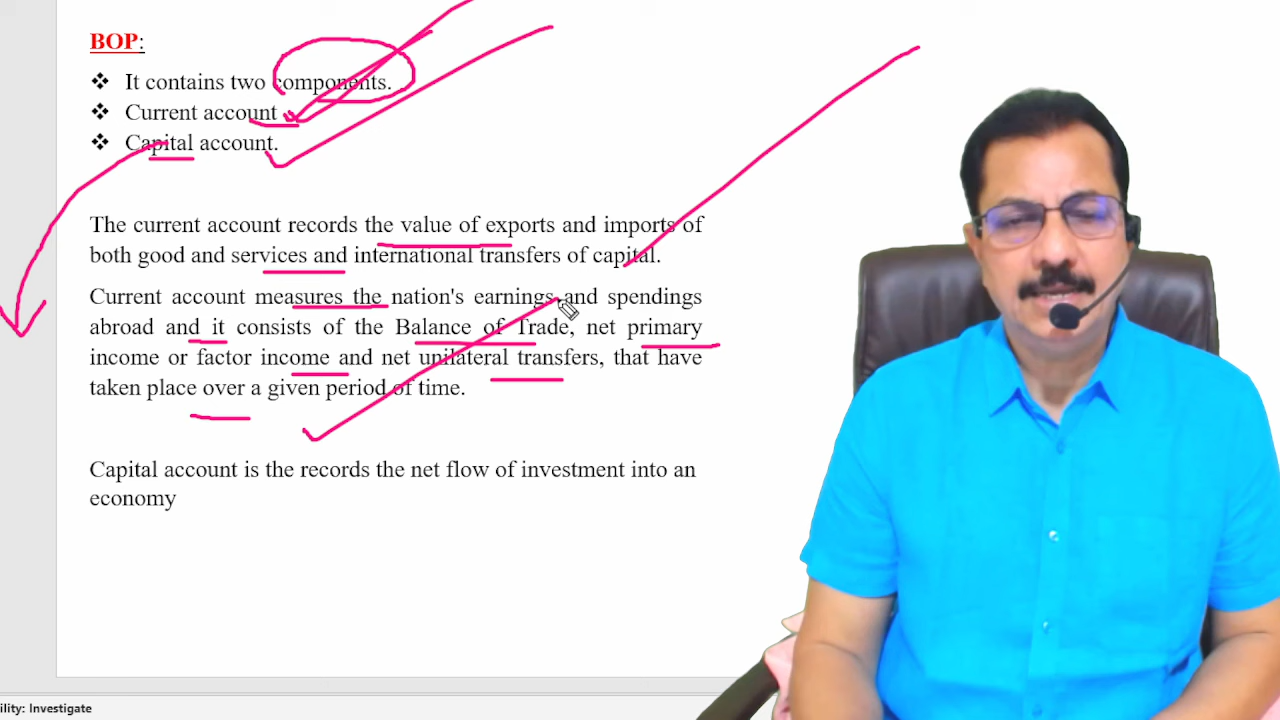 BOP:
❖ It contains two components.
❖ Current account
❖ Capital account.
The current account records the value of exports and imports of
both good and services and international transfers of capital.
Current account measures the nation's earnings and spendings
abroad and it consists of the Balance of Trade, net primary
income or factor income and net unilateral transfers, that have
taken place over a given period of time.
Capital account is the records the net flow of investment into an
economy
ility: Investigate